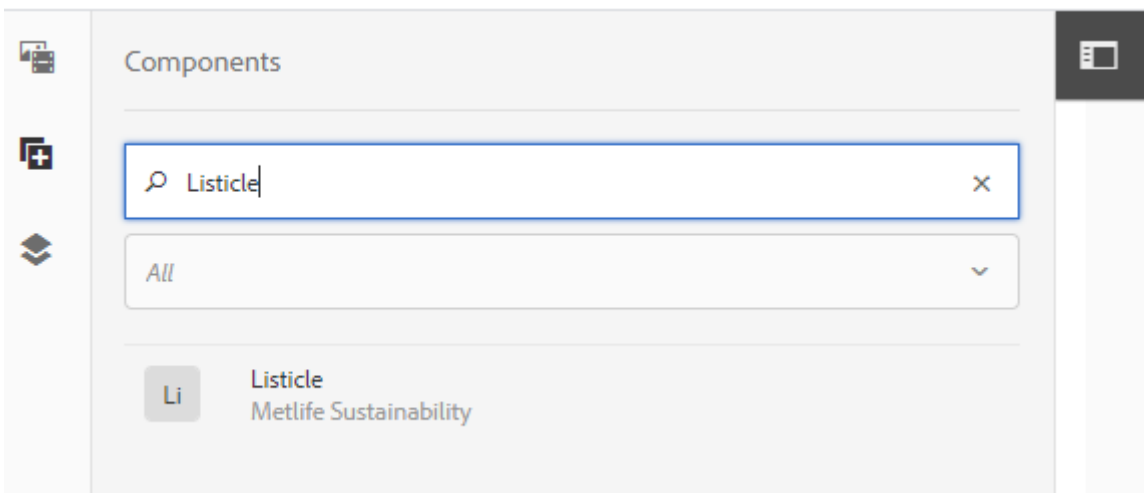 Components
Listicle
All
Li
Listicle
Metlife Sustainability